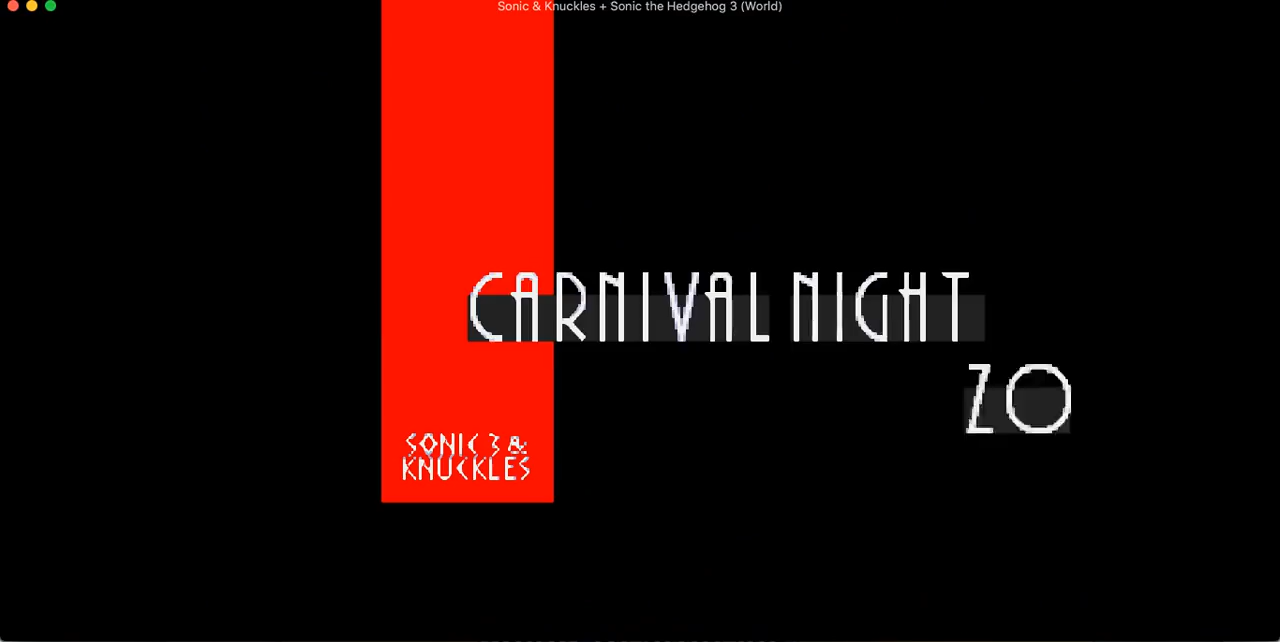 Sonic & Knuckles + Sonic the Hedgehog 3 (World)
CARNIVAL NIGHT
ZO
SONIC 3 &
KNUCKLES